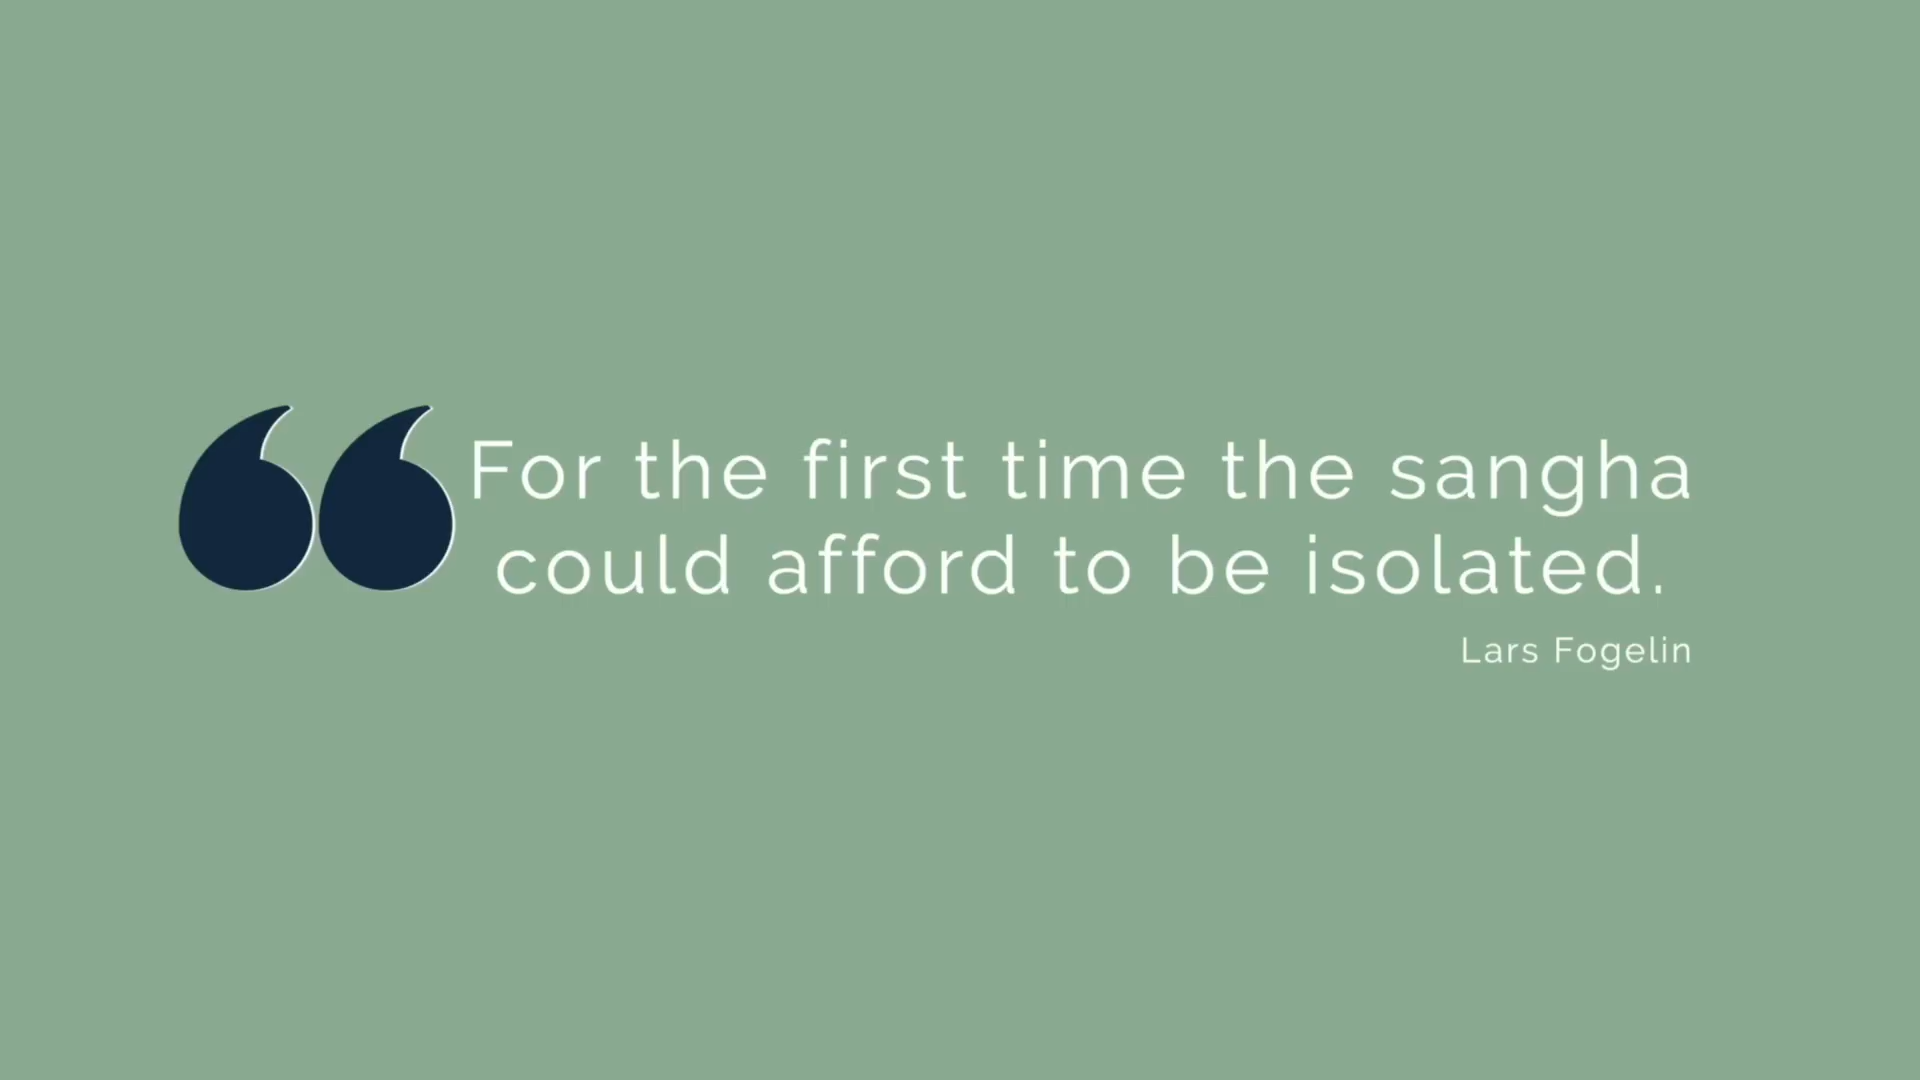 For the first time the sangha
could afford to be isolated.
Lars Fogelin